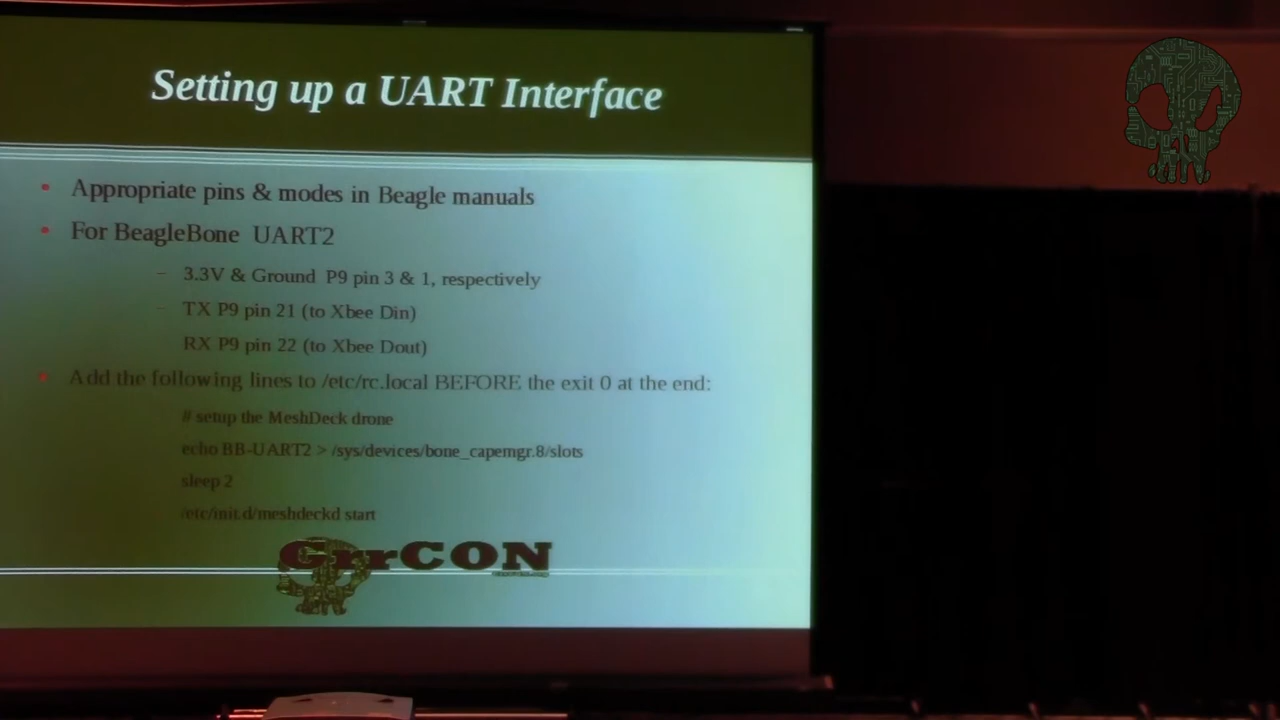 Setting up a UART Interface
Appropriate pins & modes in Beagle manuals
For BeagleBone UART2
– 3.3V & Ground P9 pin 3 & 1, respectively
– TX P9 pin 21 (to Xbee Din)
RX P9 pin 22 (to Xbee Dout)
Add the following lines to /etc/rc.local BEFORE the exit 0 at the end:
# setup the MeshDeck drone
echo BB-UART2 > /sys/devices/bone_capemgr.8/slots
sleep 2
/etc/init.d/meshdeckd start
GrrCON